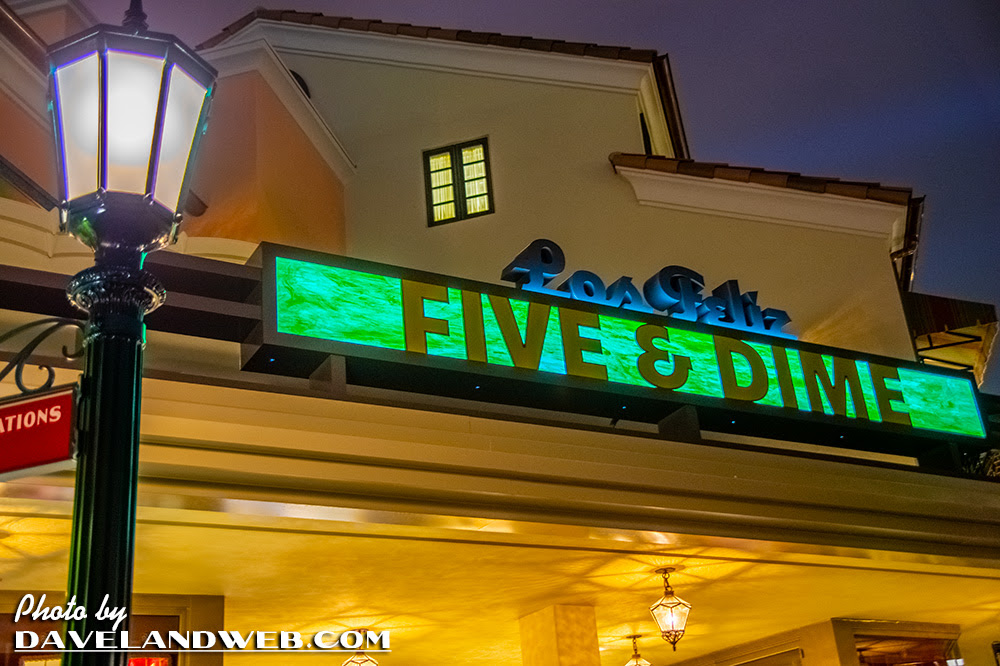 Los Feliz
FIVE & DIME
ATIONS
Photo by
DAVELANDWEB.COM